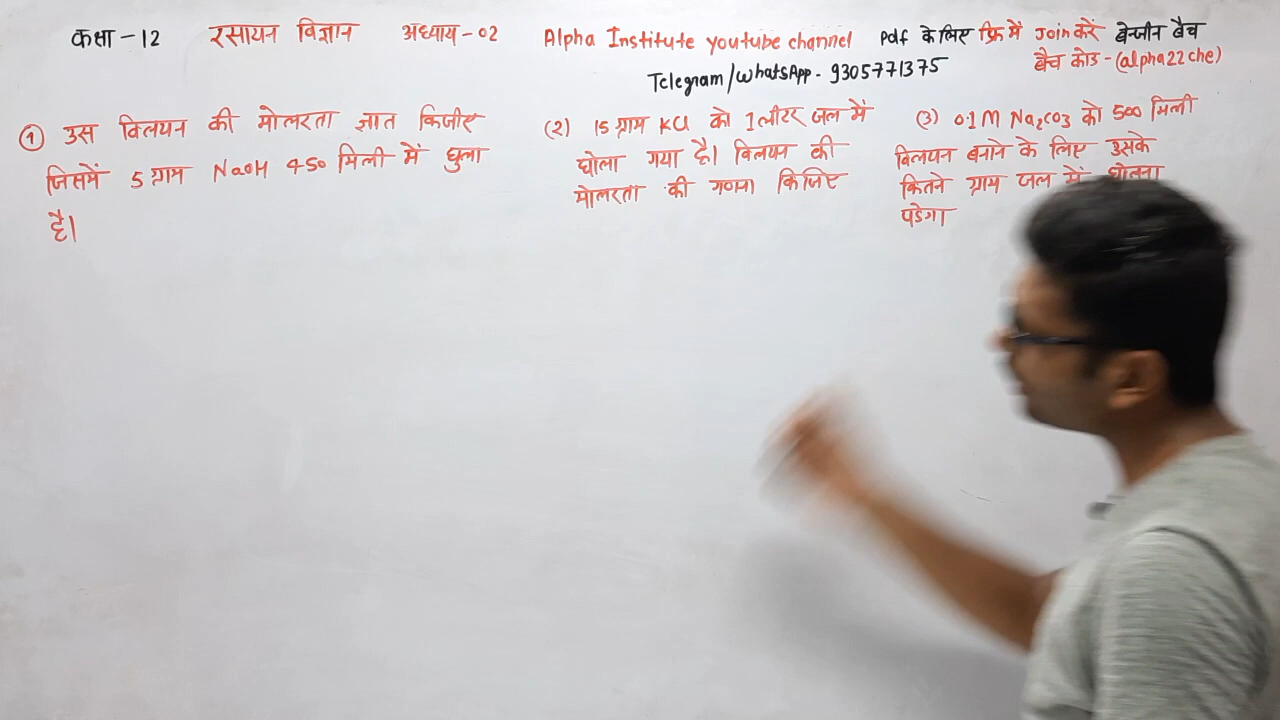 कक्षा - 12 रसायन विज्ञान अध्याय - 02 Alpha Institute youtube channel Pdf के लिए फ्रि में Join करें बेन्जीन बैच
Telegram/WhatsApp - 9305771375 बैच कोड - (alpha22che)
① उस विलयन की मोलरता ज्ञात किजीए
जिसमें 5 ग्राम NaOH 450 मिली में घुला
है।
(2) 15 ग्राम KCl को 1 लीटर जल में
घोला गया है। विलयन की
मोलरता की गणना किजिए
(3) 0.1M Na2CO3 को 500 मिली
विलयन बनाने के लिए उसके
कितने ग्राम जल में घोलना
पडेगा